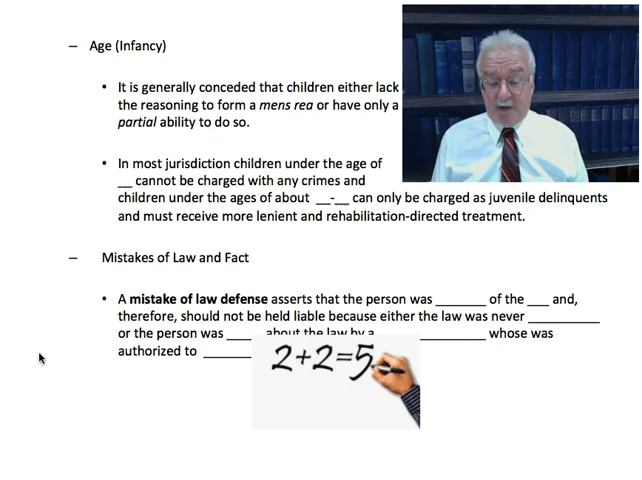 – Age (Infancy)
• It is generally conceded that children either lack
the reasoning to form a mens rea or have only a
partial ability to do so.
• In most jurisdiction children under the age of
__ cannot be charged with any crimes and
children under the ages of about __-__ can only be charged as juvenile delinquents
and must receive more lenient and rehabilitation-directed treatment.
– Mistakes of Law and Fact
• A mistake of law defense asserts that the person was _______ of the ___ and,
therefore, should not be held liable because either the law was never __________
or the person was ____ about the law by a _________ whose was
authorized to _______
2+2=5